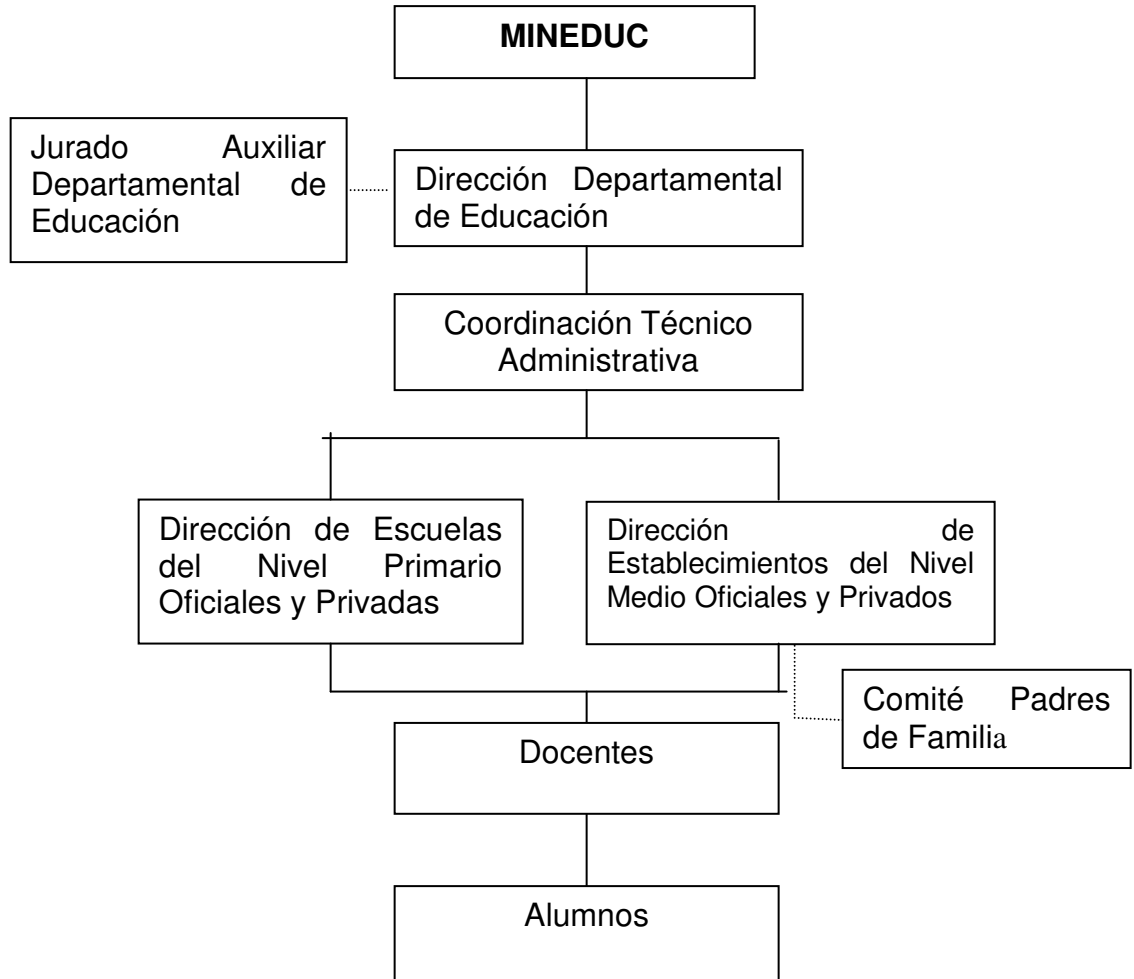 MINEDUC
Jurado Auxiliar
Departamental de
Educación
Dirección Departamental
de Educación
Coordinación Técnico
Administrativa
Dirección de Escuelas
del Nivel Primario
Oficiales y Privadas
Dirección de
Establecimientos del Nivel
Medio Oficiales y Privados
Comité Padres
de Familia
Docentes
Alumnos